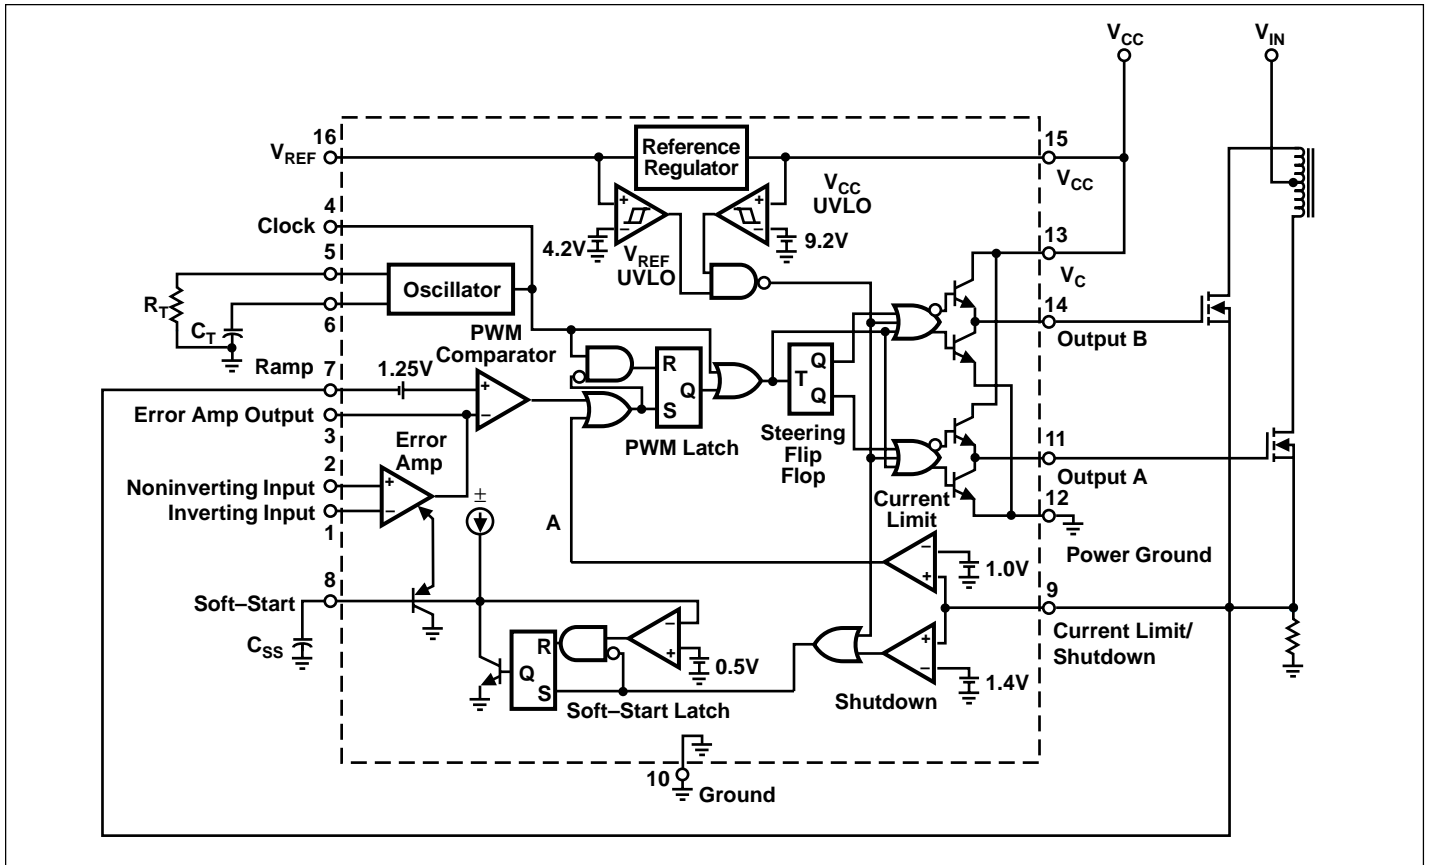 VCC
VIN
16
VREF
Reference
Regulator
15
VCC
VCC
UVLO
4
Clock
4.2V
VREF
UVLO
9.2V
13
VC
5
Oscillator
RT
CT
6
14
Output B
PWM
Comparator
Ramp
7
1.25V
+
−
R
Q
S
PWM Latch
T
Q
Q
Steering
Flip
Flop
Error Amp Output
3
Error
Amp
2
Noninverting Input
Inverting Input
1
+
−
±
A
11
Output A
Current
Limit
12
Power Ground
−
+
1.0V
8
Soft–Start
CSS
9
Current Limit/
Shutdown
R
Q
S
−
+
0.5V
Soft–Start Latch
+
−
1.4V
Shutdown
10
Ground